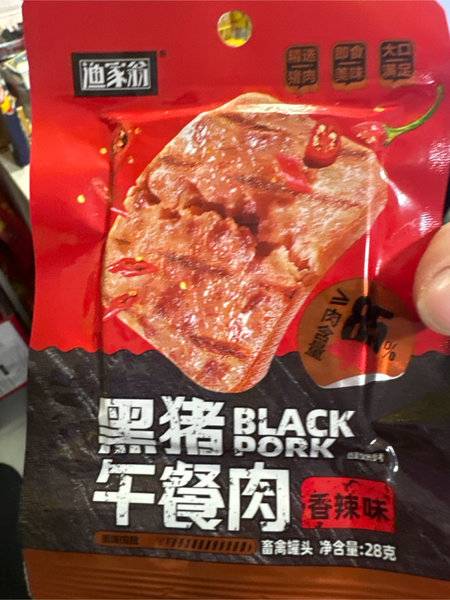 渔家翁®
精选
猪肉
即食
美味
大口
满足
≥85%
肉含量
黑猪
BLACK
PORK
午餐肉
香辣味
畜禽罐头 净含量:28克